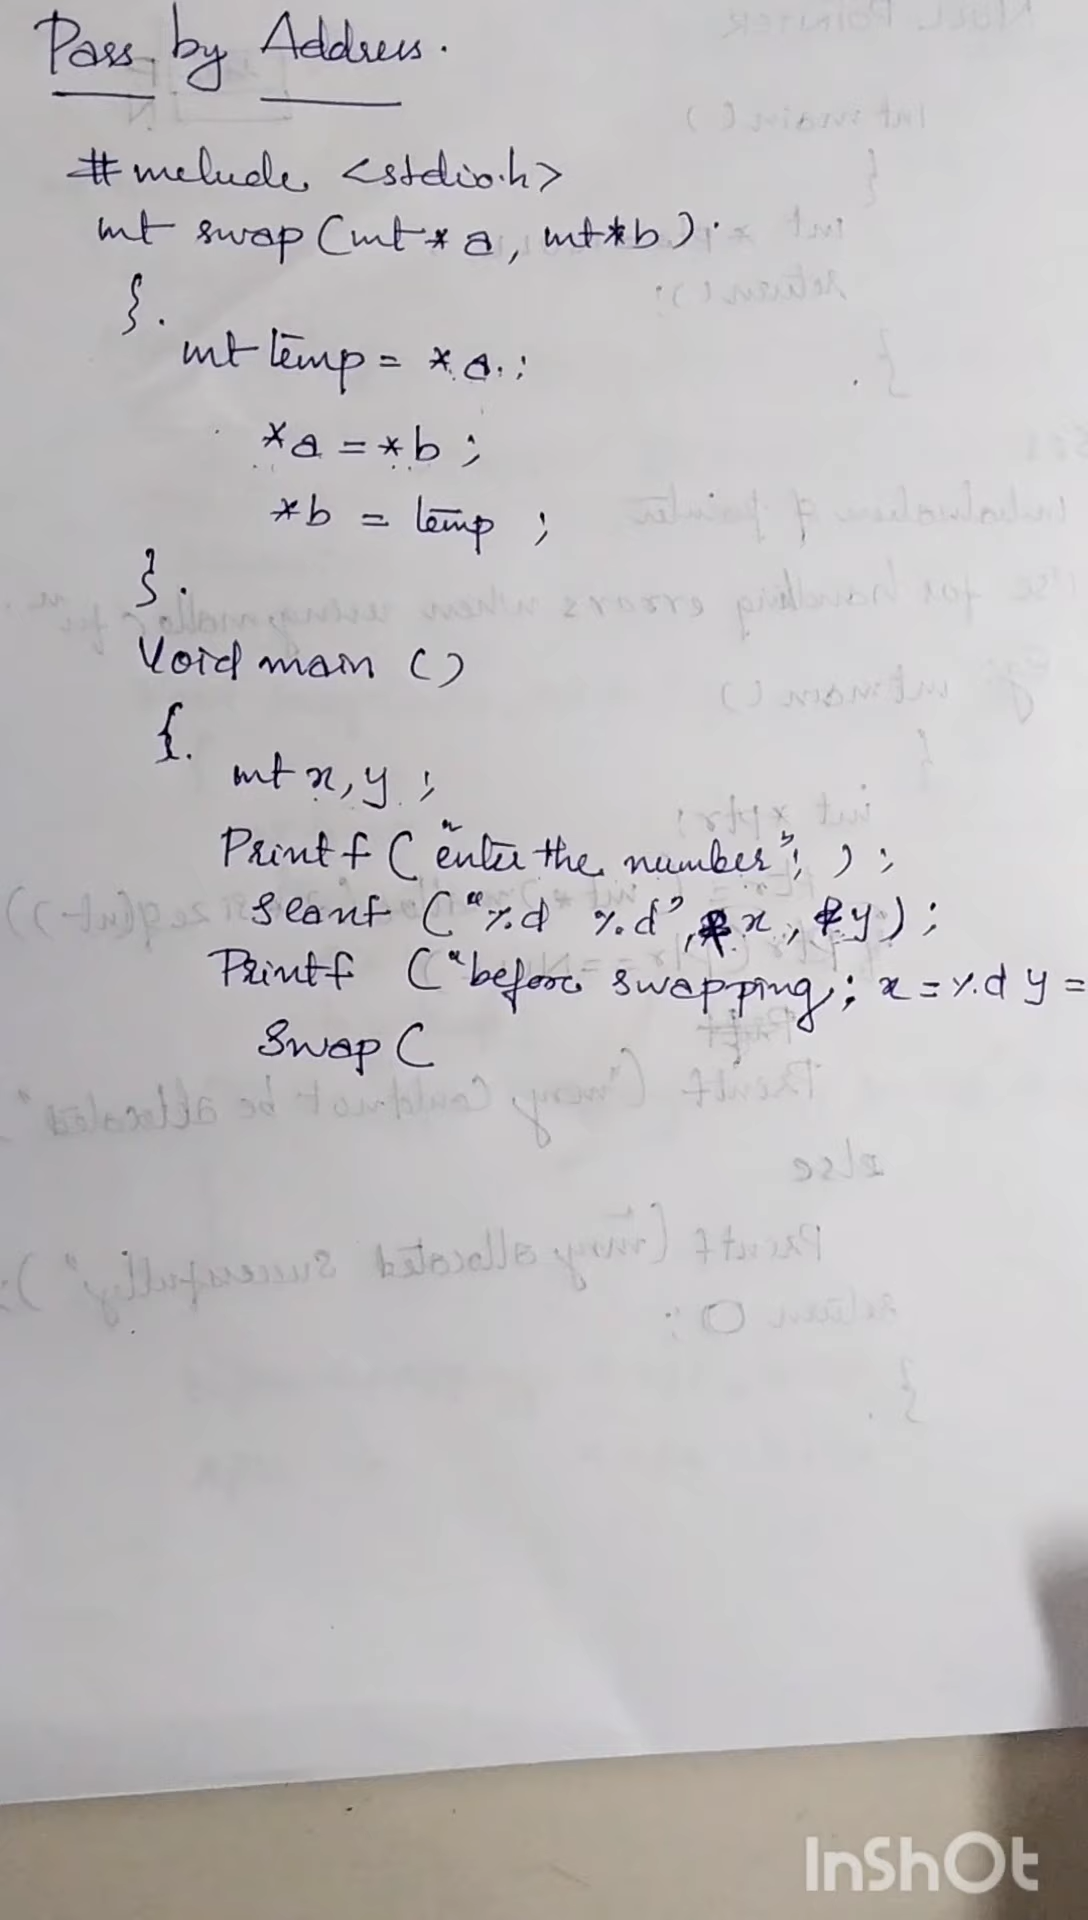 Pass by Address.
#include <stdio.h>
int swap (int * a, int * b).
}.
int temp = *a.;
*a = *b ;
*b = temp ;
}.
Void main ()
{.
int x, y ;
Printf ("enter the number"; ) ;
Scanf ("%d %d", &x, &y) ;
Printf ("before swapping; x = %d y =
Swap (
InShOt